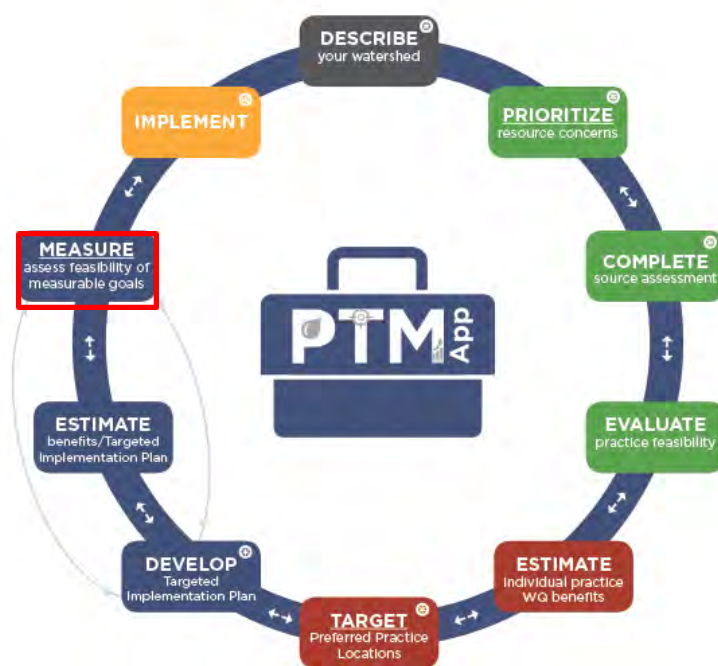 DESCRIBE
your watershed
PRIORITIZE
resource concerns
COMPLETE
source assessment
EVALUATE
practice feasibility
ESTIMATE
individual practice
WQ benefits
TARGET
Preferred Practice
Locations
DEVELOP
Targeted
Implementation Plan
ESTIMATE
benefits/Targeted
Implementation Plan
MEASURE
assess feasibility of
measurable goals
IMPLEMENT
PTM
App